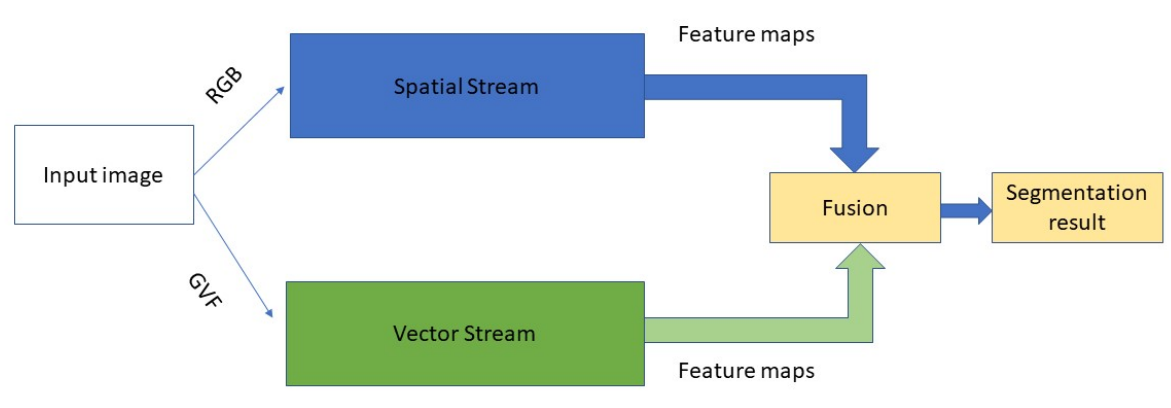 Feature maps
RGB
Spatial Stream
Input image
Fusion
Segmentation
result
GVF
Vector Stream
Feature maps